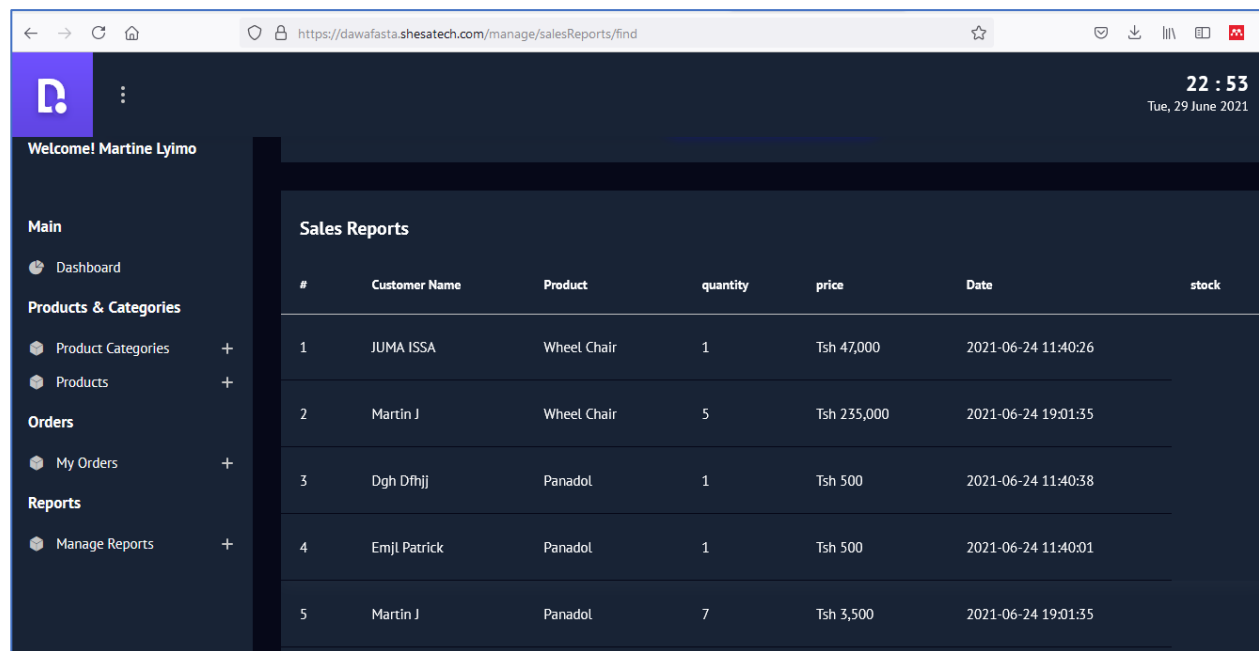 https://dawafasta.shesatech.com/manage/salesReports/find
D.
22 : 53
Tue, 29 June 2021
Welcome! Martine Lyimo
Main
Dashboard
Products & Categories
Product Categories +
Products +
Orders
My Orders +
Reports
Manage Reports +
Sales Reports
# Customer Name Product quantity price Date stock
1 JUMA ISSA Wheel Chair 1 Tsh 47,000 2021-06-24 11:40:26
2 Martin J Wheel Chair 5 Tsh 235,000 2021-06-24 19:01:35
3 Dgh Dfhjj Panadol 1 Tsh 500 2021-06-24 11:40:38
4 Emjl Patrick Panadol 1 Tsh 500 2021-06-24 11:40:01
5 Martin J Panadol 7 Tsh 3,500 2021-06-24 19:01:35